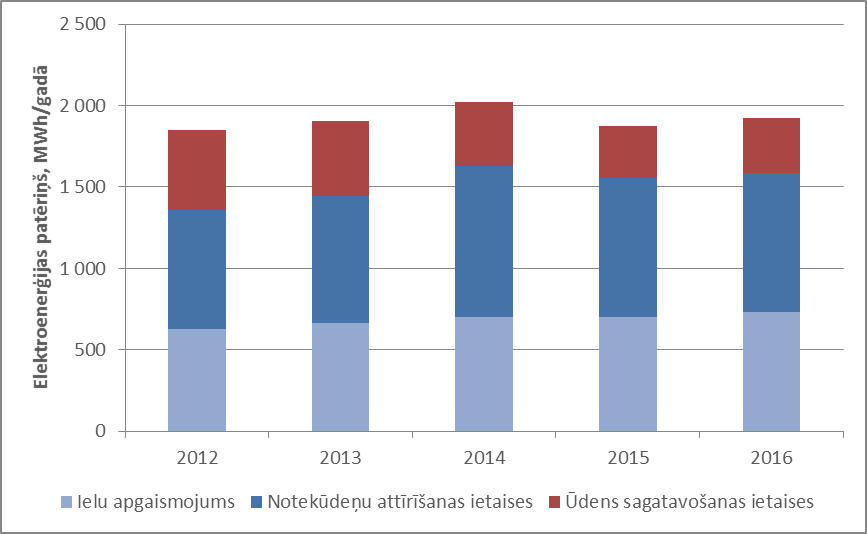 Elektroenerģijas patēriņš, MWh/gadā
2 500
2 000
1 500
1 000
500
0
2012 2013 2014 2015 2016
Ielu apgaismojums Notekūdeņu attīrīšanas ietaises Ūdens sagatavošanas ietaises